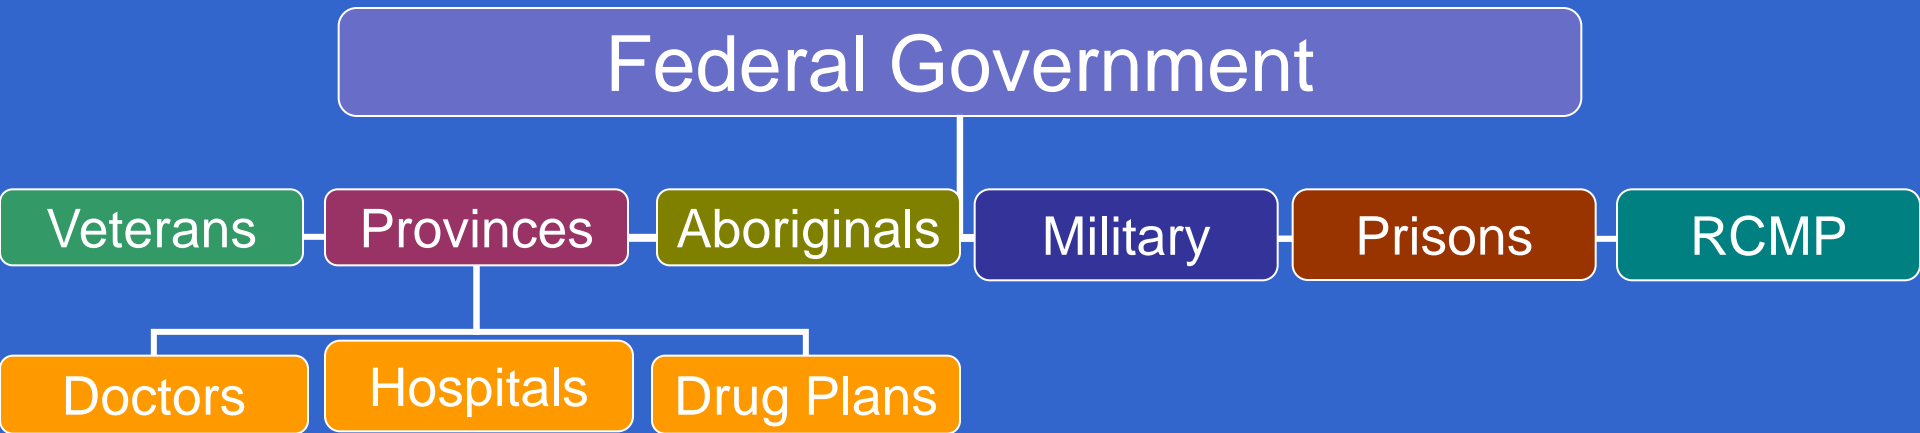 Federal Government
Veterans Provinces Aboriginals Military Prisons RCMP
Doctors Hospitals Drug Plans